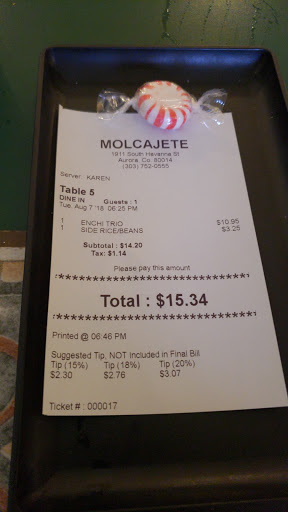 MOLCAJETE
1911 South Havanna St
Aurora, Co. 80014
(303) 752-0555
Server: KAREN
Table 5
DINE IN Guests : 1
Tue, Aug 7 '18 06:25 PM
1 ENCHI TRIO $10.95
1 SIDE RICE/BEANS $3.25
Subtotal : $14.20
Tax: $1.14
Please pay this amount
Total : $15.34
Printed @ 06:46 PM
Suggested Tip, NOT Included in Final Bill
Tip (15%) Tip (18%) Tip (20%)
$2.30 $2.76 $3.07
Ticket # : 000017